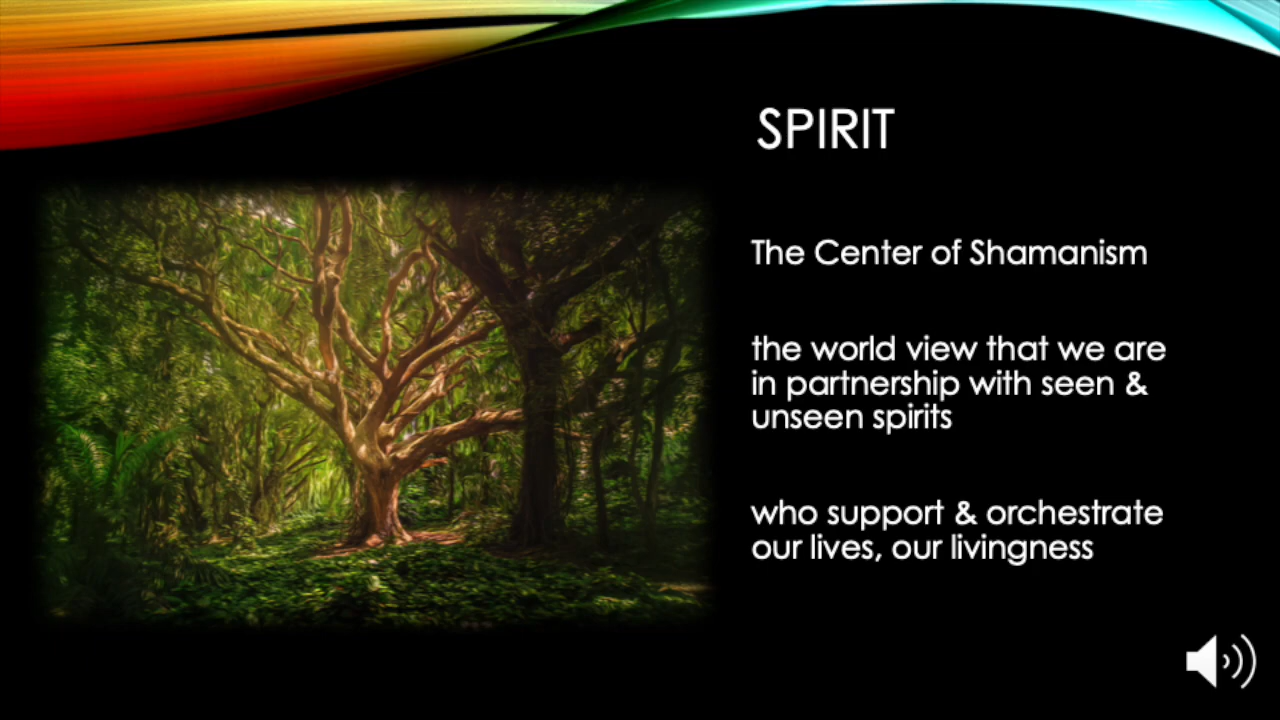 SPIRIT
The Center of Shamanism
the world view that we are
in partnership with seen &
unseen spirits
who support & orchestrate
our lives, our livingness